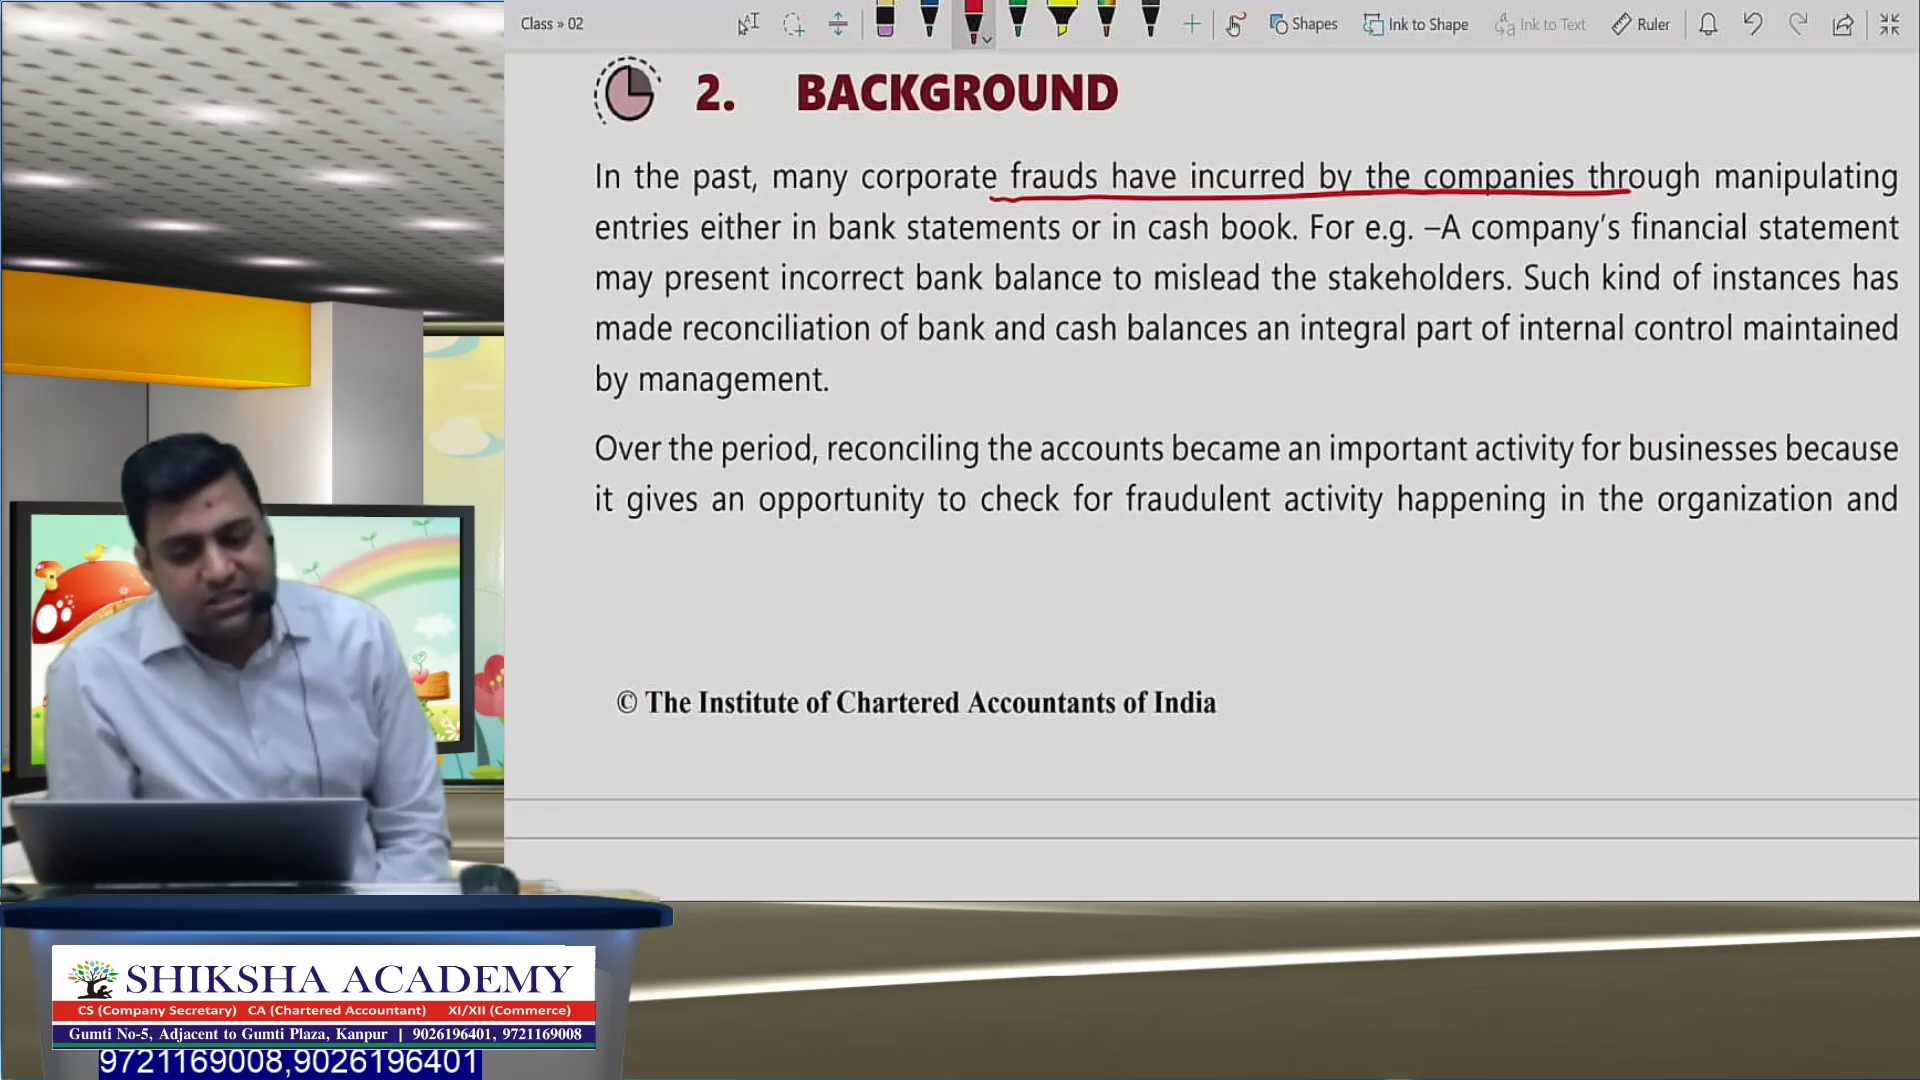 Class » 02
Shapes
Ink to Shape
Ink to Text
Ruler
2. BACKGROUND
In the past, many corporate frauds have incurred by the companies through manipulating
entries either in bank statements or in cash book. For e.g. –A company’s financial statement
may present incorrect bank balance to mislead the stakeholders. Such kind of instances has
made reconciliation of bank and cash balances an integral part of internal control maintained
by management.
Over the period, reconciling the accounts became an important activity for businesses because
it gives an opportunity to check for fraudulent activity happening in the organization and
© The Institute of Chartered Accountants of India
SHIKSHA ACADEMY
CS (Company Secretary) CA (Chartered Accountant) XI/XII (Commerce)
Gumti No-5, Adjacent to Gumti Plaza, Kanpur | 9026196401, 9721169008
9721169008,9026196401